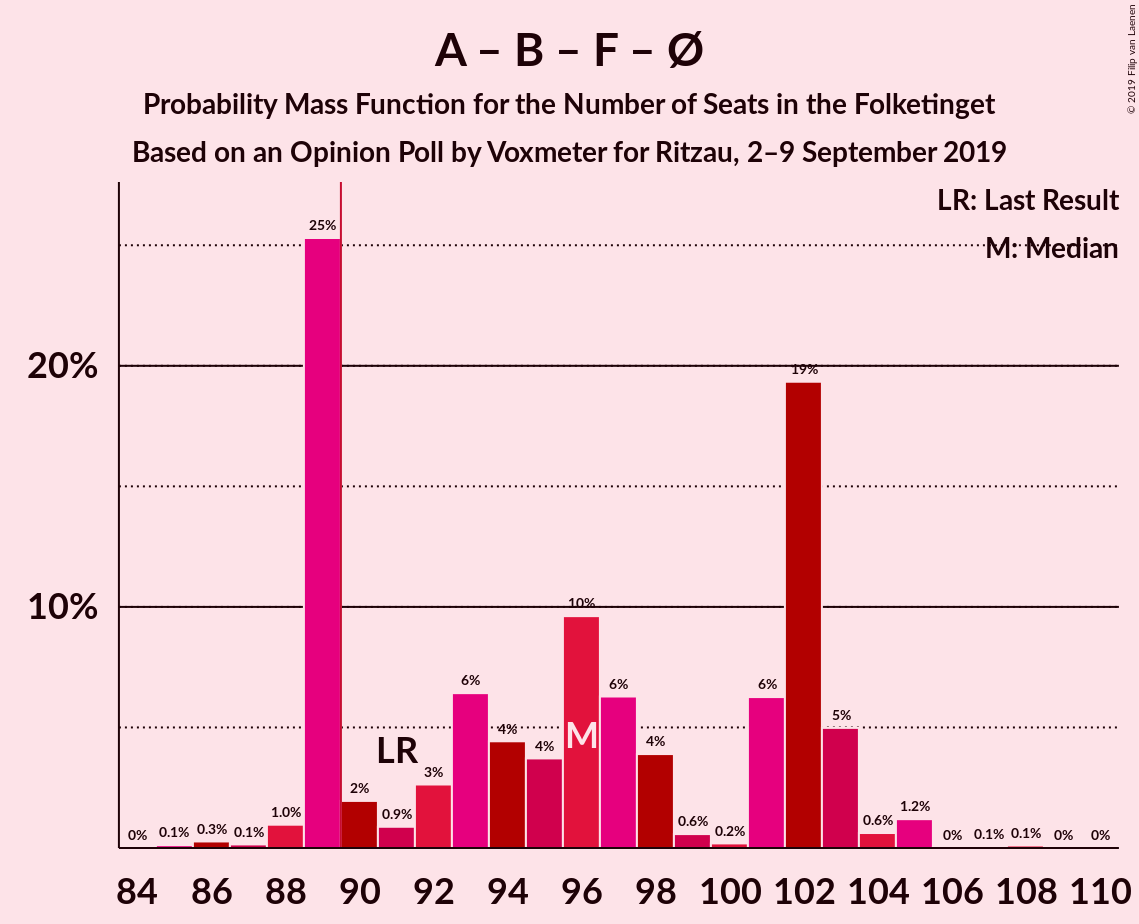 A – B – F – Ø
Probability Mass Function for the Number of Seats in the Folketinget
Based on an Opinion Poll by Voxmeter for Ritzau, 2–9 September 2019
© 2019 Filip van Laenen
LR: Last Result
M: Median
20%
10%
0% 0.1% 0.3% 0.1% 1.0% 25% 2% 0.9% 3% 6% 4% 4% 10% 6% 4% 0.6% 0.2% 6% 19% 5% 0.6% 1.2% 0% 0.1% 0.1% 0% 0%
LR
M
84 86 88 90 92 94 96 98 100 102 104 106 108 110